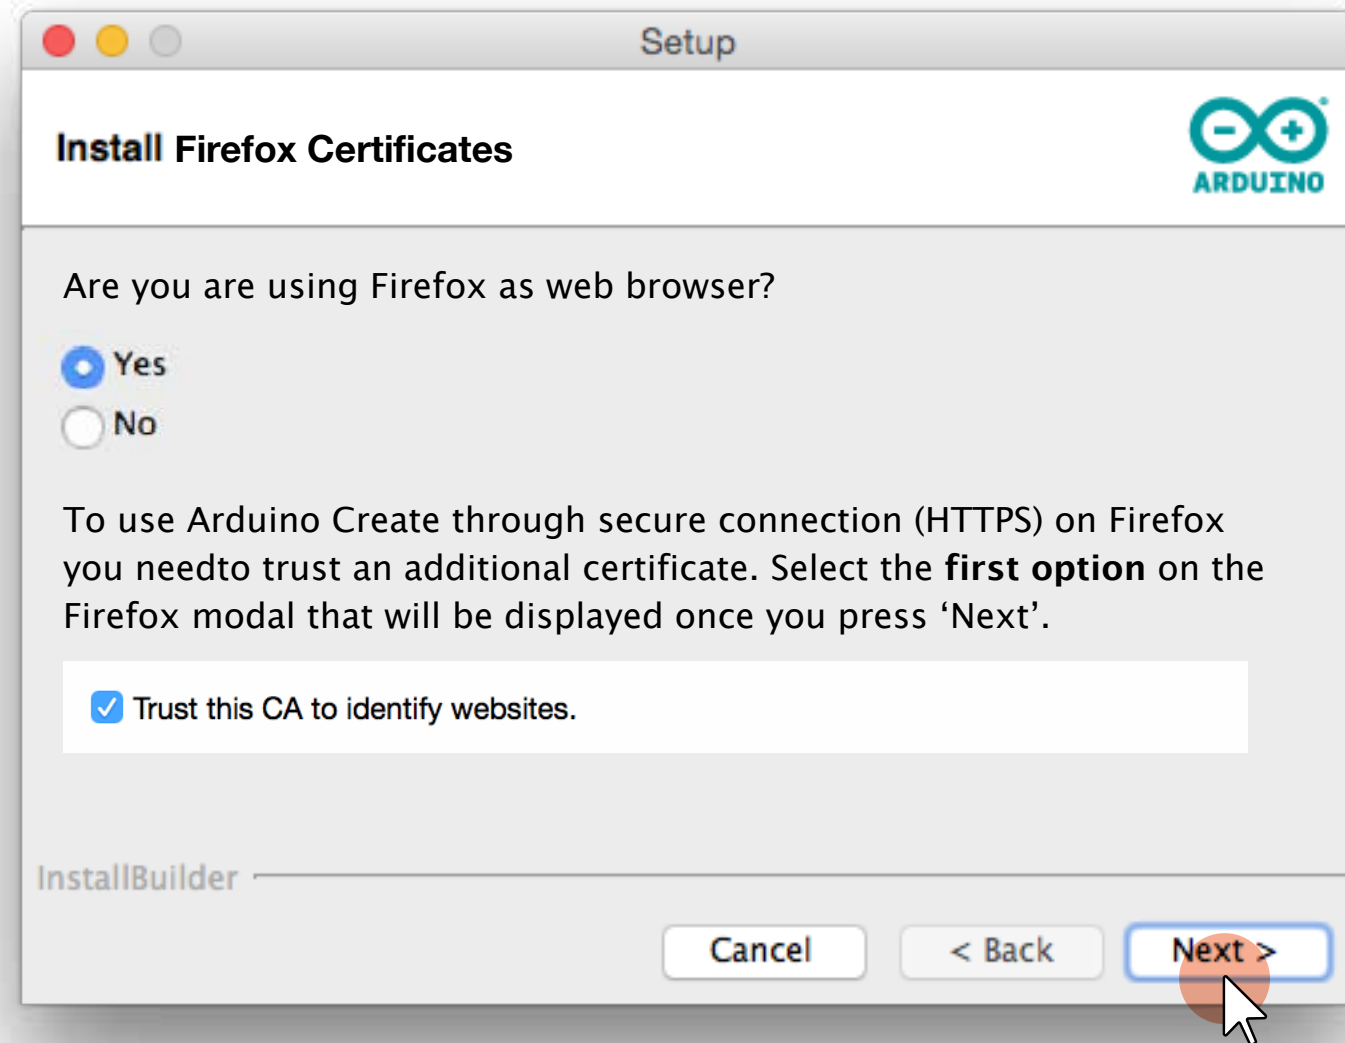 Setup
Install Firefox Certificates
ARDUINO
Are you are using Firefox as web browser?
Yes
No
To use Arduino Create through secure connection (HTTPS) on Firefox
you needto trust an additional certificate. Select the first option on the
Firefox modal that will be displayed once you press ‘Next’.
Trust this CA to identify websites.
InstallBuilder
Cancel
< Back
Next >